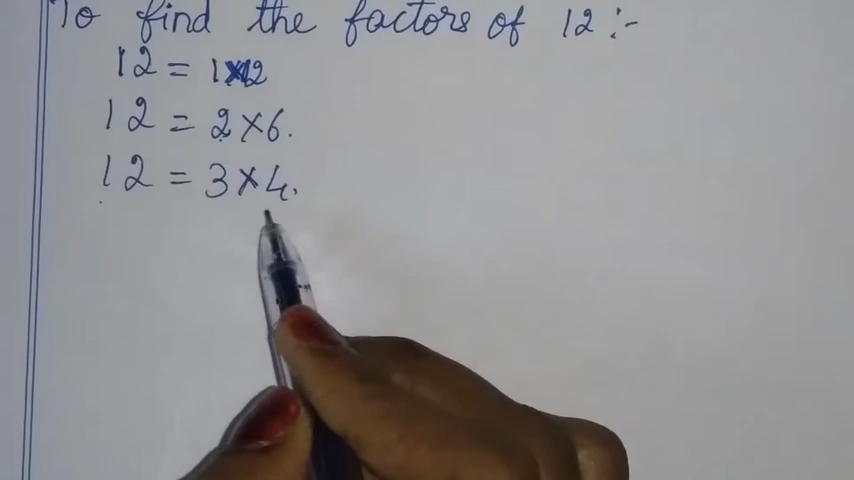 To find the factors of 12 :-
12 = 1×12
12 = 2×6.
12 = 3×4.